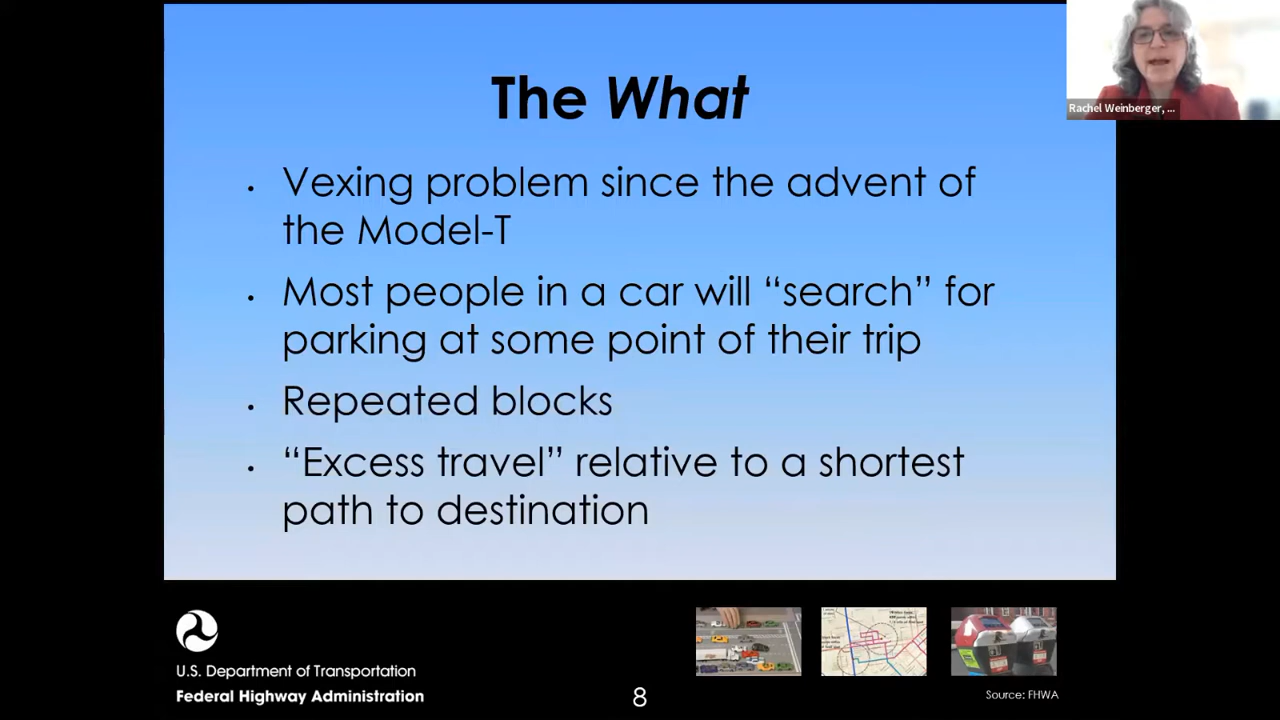 The What
Rachel Weinberger, ...
• Vexing problem since the advent of
the Model-T
• Most people in a car will “search” for
parking at some point of their trip
• Repeated blocks
• “Excess travel” relative to a shortest
path to destination
U.S. Department of Transportation
Federal Highway Administration
8
Source: FHWA